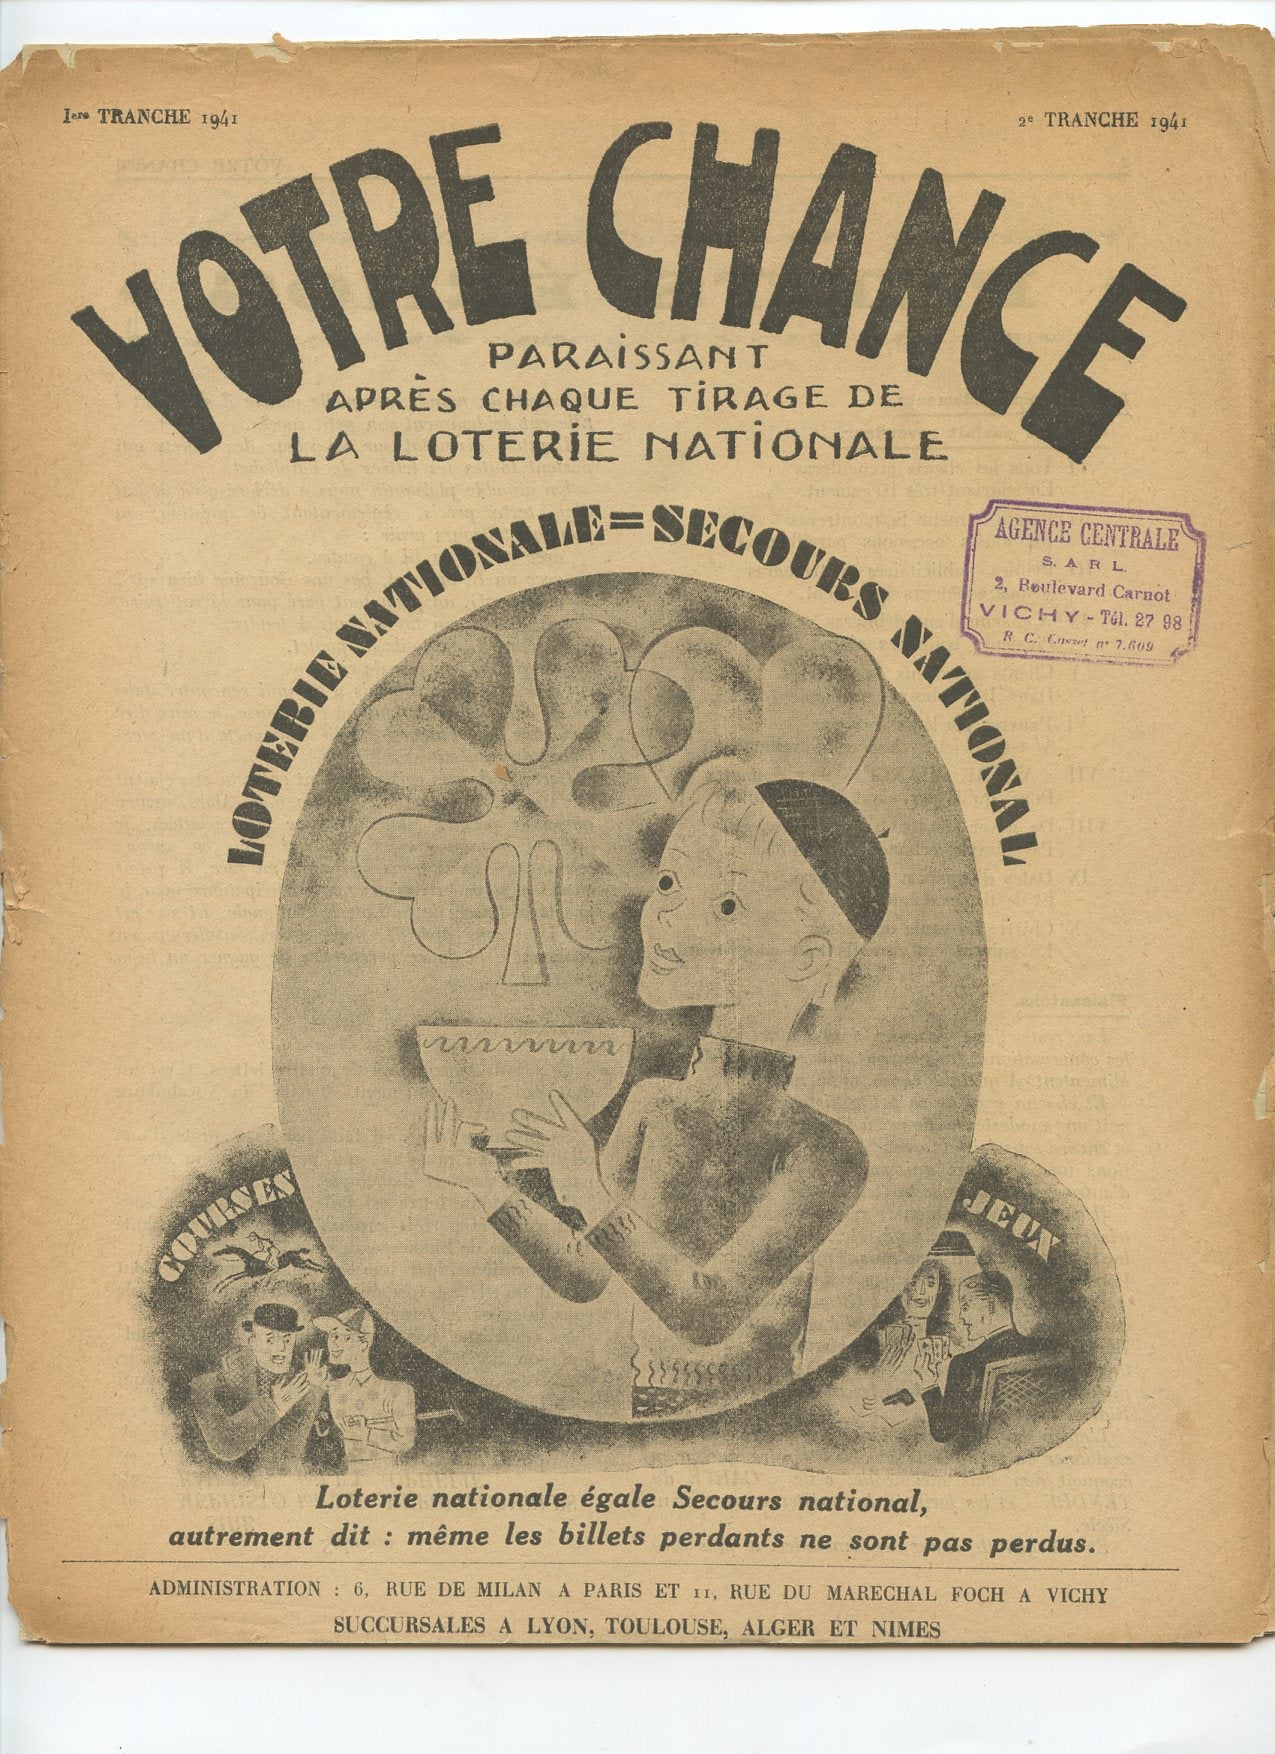 1ere TRANCHE 1941
2e TRANCHE 1941
VOTRE CHANCE
PARAiSSANT
APRÈS CHAQUE TiRAGE DE
LA LOTERiE NATiONALE
LOTERIE NATIONALE=SECOURS NATIONAL
AGENCE CENTRALE
S. A R L.
2, Boulevard Carnot
VICHY - Tél. 27 98
R. C. Cusset n° 7.609
COURSES
JEUX
Loterie nationale égale Secours national,
autrement dit : même les billets perdants ne sont pas perdus.
ADMINISTRATION : 6, RUE DE MILAN A PARIS ET 11, RUE DU MARECHAL FOCH A VICHY
SUCCURSALES A LYON, TOULOUSE, ALGER ET NIMES